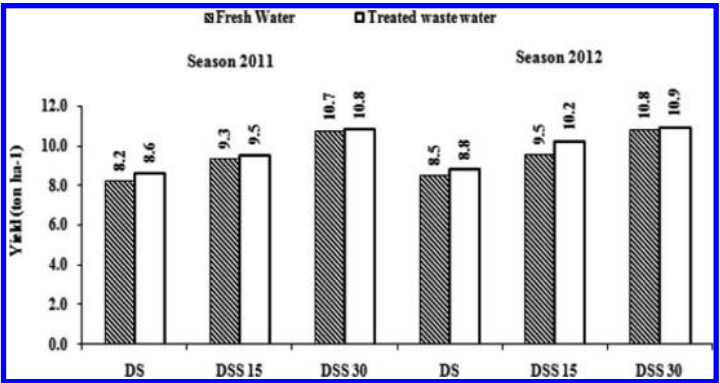 Fresh Water Treated waste water
Season 2011 Season 2012
Yield (ton ha-1)
12.0
10.0
8.0
6.0
4.0
2.0
0.0
8.2 8.6 9.3 9.5 10.7 10.8 8.5 8.8 9.5 10.2 10.8 10.9
DS DSS 15 DSS 30 DS DSS 15 DSS 30